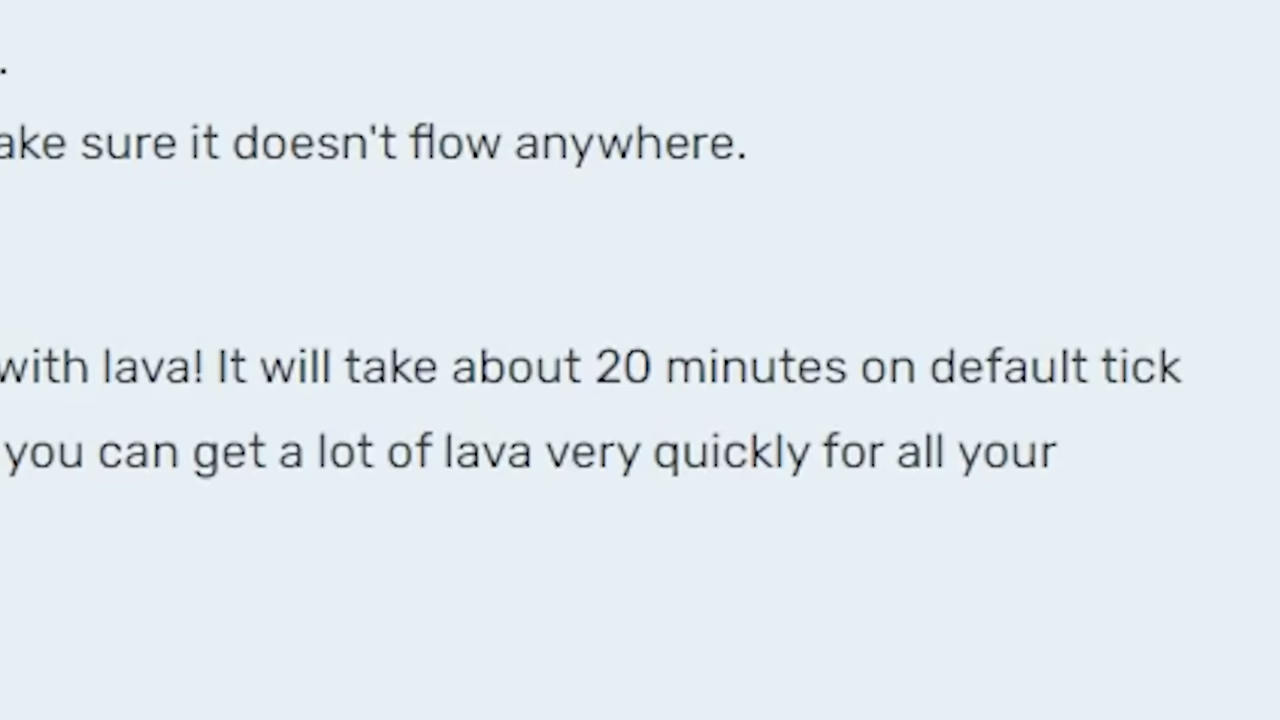 .
ake sure it doesn't flow anywhere.
with lava! It will take about 20 minutes on default tick
you can get a lot of lava very quickly for all your